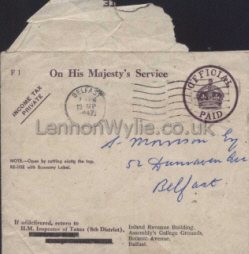 F 1
On His Majesty's Service
OFFICIAL
PAID
INCOME TAX
PRIVATE
BELFAST
LennonWylie.co.uk
S. Morrison Esq
52
Belfast
NOTE.—Open by cutting along the top.
RE-USE with Economy Label.
If undelivered, return to
H.M. Inspector of Taxes (8th District),
Inland Revenue Building,
Assembly's College Grounds,
Botanic Avenue,
Belfast.